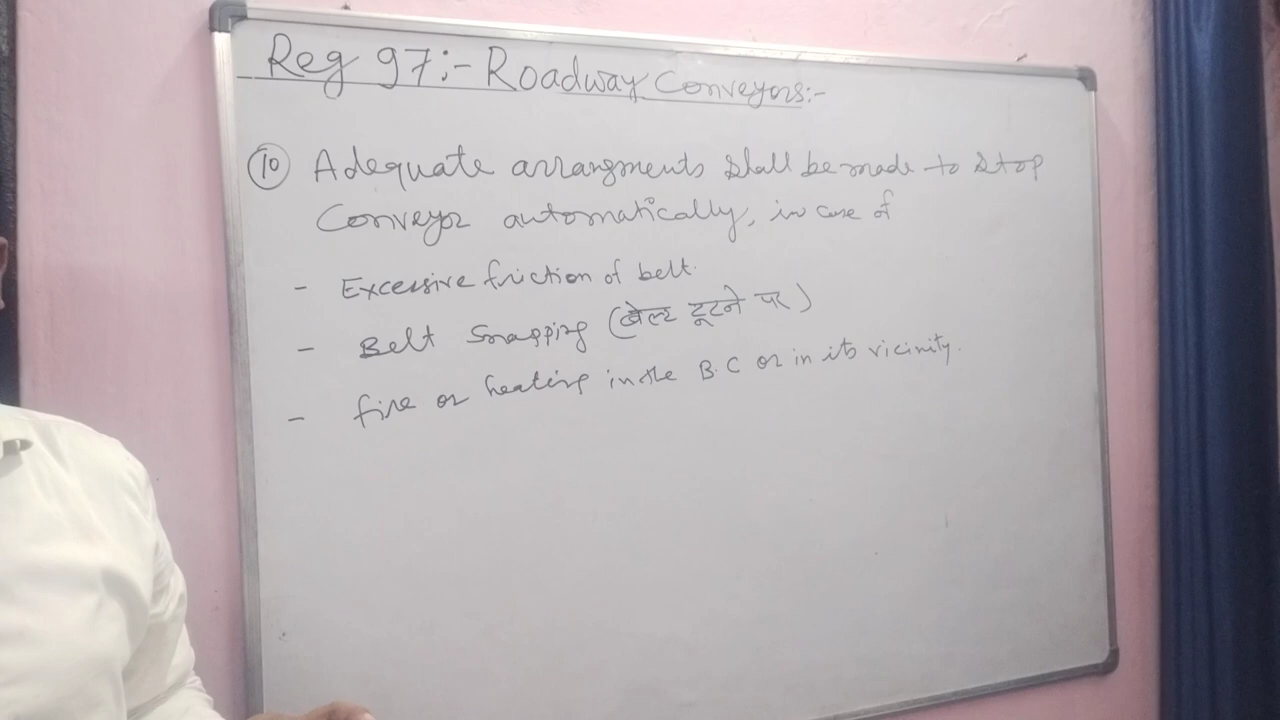 Reg 97:- Roadway Conveyors:-
10 Adequate arrangments shall be made to stop
Conveyor automatically, in case of
- Excessive friction of belt.
- Belt Snapping (बेल्ट टूटने पर)
- fire or heating in the B.C or in its vicinity.